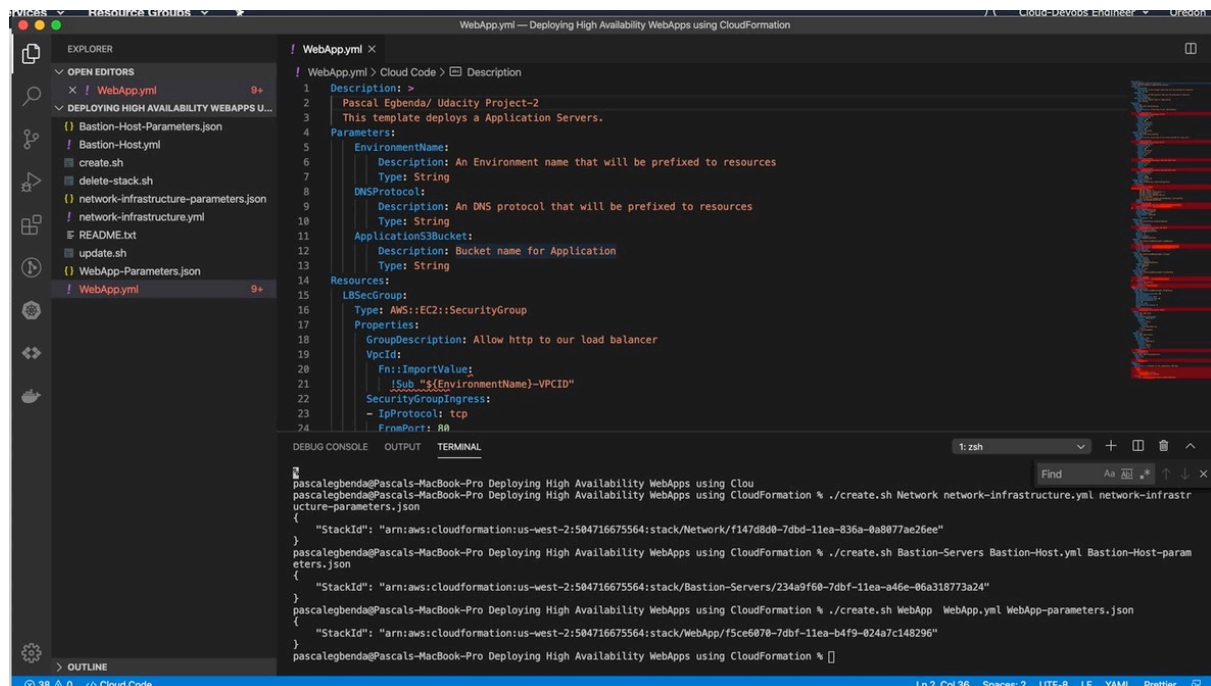 Resource Groups
Cloud-DevOps Engineer
Oregon
WebApp.yml — Deploying High Availability WebApps using CloudFormation
EXPLORER
OPEN EDITORS
WebApp.yml 9+
DEPLOYING HIGH AVAILABILITY WEBAPPS U...
Bastion-Host-Parameters.json
Bastion-Host.yml
create.sh
delete-stack.sh
network-infrastructure-parameters.json
network-infrastructure.yml
README.txt
update.sh
WebApp-Parameters.json
WebApp.yml 9+
OUTLINE
WebApp.yml
WebApp.yml > Cloud Code > Description
1 Description: >
2 Pascal Egbenda/ Udacity Project-2
3 This template deploys a Application Servers.
4 Parameters:
5 EnvironmentName:
6 Description: An Environment name that will be prefixed to resources
7 Type: String
8 DNSProtocol:
9 Description: An DNS protocol that will be prefixed to resources
10 Type: String
11 ApplicationS3Bucket:
12 Description: Bucket name for Application
13 Type: String
14 Resources:
15 LBSecGroup:
16 Type: AWS::EC2::SecurityGroup
17 Properties:
18 GroupDescription: Allow http to our load balancer
19 VpcId:
20 Fn::ImportValue:
21 !Sub "${EnvironmentName}-VPCID"
22 SecurityGroupIngress:
23 - IpProtocol: tcp
24 FromPort: 80
DEBUG CONSOLE OUTPUT TERMINAL 1: zsh
Find Aa
%
pascalegbenda@Pascals-MacBook-Pro Deploying High Availability WebApps using Clou
pascalegbenda@Pascals-MacBook-Pro Deploying High Availability WebApps using CloudFormation % ./create.sh Network network-infrastructure.yml network-infrastr
ucture-parameters.json
{
"StackId": "arn:aws:cloudformation:us-west-2:504716675564:stack/Network/f147d8d0-7dbd-11ea-836a-0a8077ae26ee"
}
pascalegbenda@Pascals-MacBook-Pro Deploying High Availability WebApps using CloudFormation % ./create.sh Bastion-Servers Bastion-Host.yml Bastion-Host-param
eters.json
{
"StackId": "arn:aws:cloudformation:us-west-2:504716675564:stack/Bastion-Servers/234a9f60-7dbf-11ea-a46e-06a318773a24"
}
pascalegbenda@Pascals-MacBook-Pro Deploying High Availability WebApps using CloudFormation % ./create.sh WebApp WebApp.yml WebApp-parameters.json
{
"StackId": "arn:aws:cloudformation:us-west-2:504716675564:stack/WebApp/f5ce6070-7dbf-11ea-b4f9-024a7c148296"
}
pascalegbenda@Pascals-MacBook-Pro Deploying High Availability WebApps using CloudFormation %
38 0 Cloud Code Ln 2, Col 36 Spaces: 2 UTF-8 LF YAML Prettier